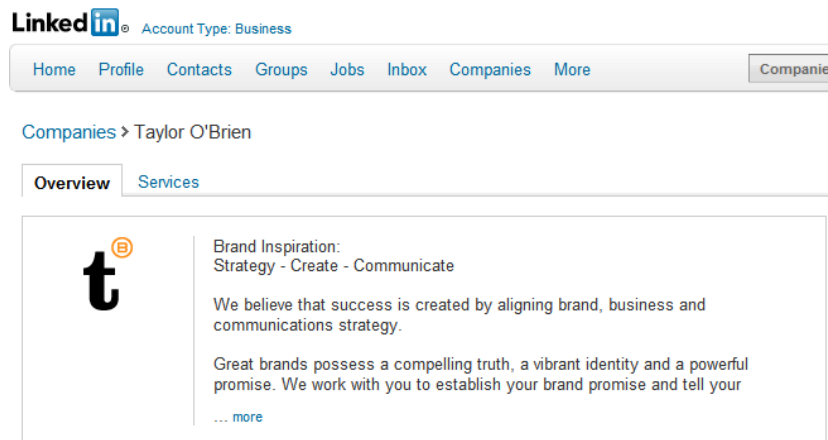 Linked in ® Account Type: Business
Home Profile Contacts Groups Jobs Inbox Companies More Companie
Companies > Taylor O'Brien
Overview Services
t B
Brand Inspiration:
Strategy - Create - Communicate
We believe that success is created by aligning brand, business and
communications strategy.
Great brands possess a compelling truth, a vibrant identity and a powerful
promise. We work with you to establish your brand promise and tell your
... more